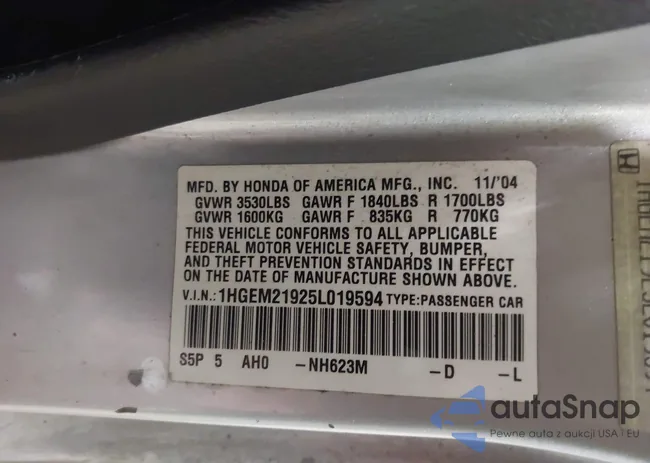 MFD. BY HONDA OF AMERICA MFG., INC. 11/'04
GVWR 3530LBS GAWR F 1840LBS R 1700LBS
GVWR 1600KG GAWR F 835KG R 770KG
THIS VEHICLE CONFORMS TO ALL APPLICABLE
FEDERAL MOTOR VEHICLE SAFETY, BUMPER,
AND THEFT PREVENTION STANDARDS IN EFFECT
ON THE DATE OF MANUFACTURE SHOWN ABOVE.
V.I.N.: 1HGEM21925L019594 TYPE:PASSENGER CAR
S5P 5 AH0 -NH623M -D -L
autaSnap
Pewne auta z aukcji USA i EU